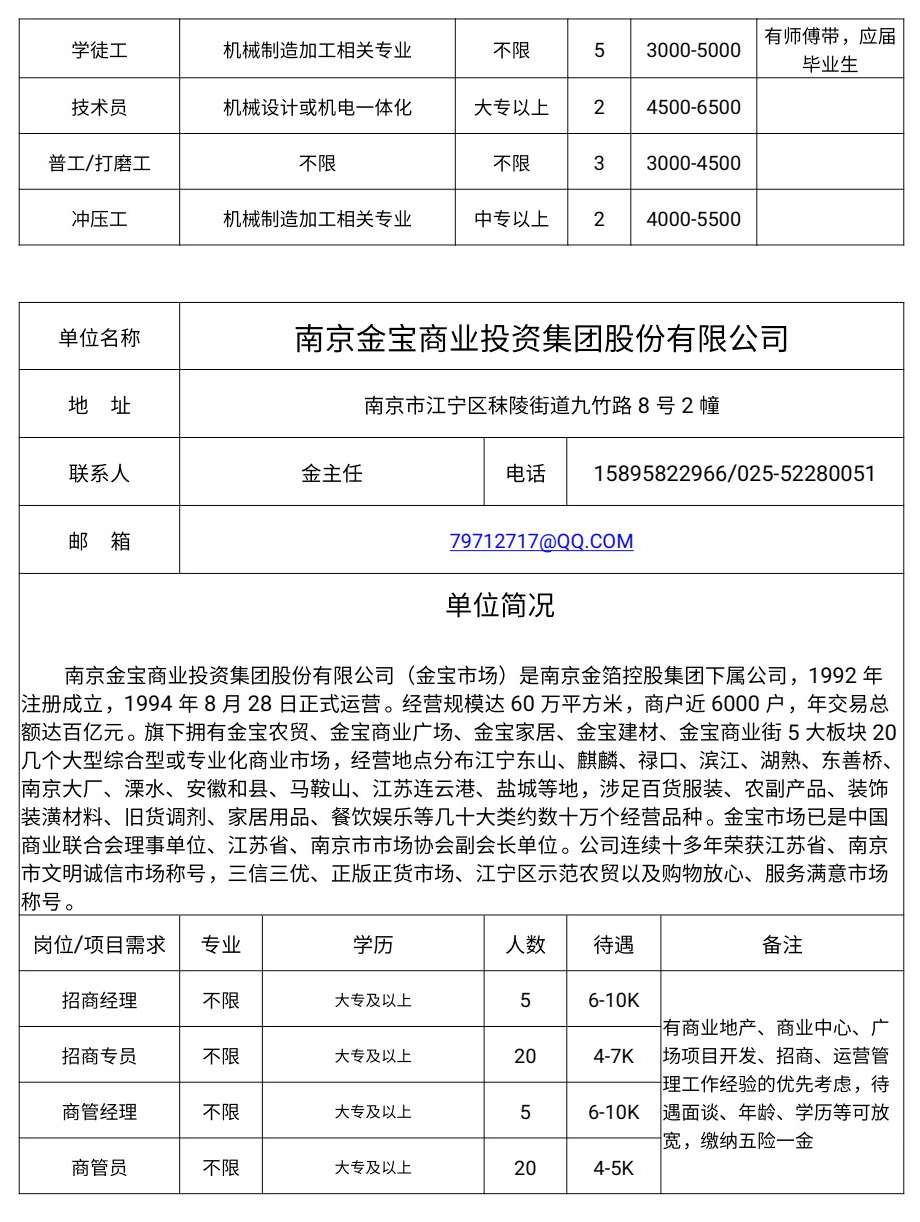 学徒工 机械制造加工相关专业 不限 5 3000-5000 有师傅带，应届毕业生
技术员 机械设计或机电一体化 大专以上 2 4500-6500
普工/打磨工 不限 不限 3 3000-4500
冲压工 机械制造加工相关专业 中专以上 2 4000-5500
单位名称 南京金宝商业投资集团股份有限公司
地 址 南京市江宁区秣陵街道九竹路 8 号 2 幢
联系人 金主任 电话 15895822966/025-52280051
邮 箱 79712717@QQ.COM
单位简况
南京金宝商业投资集团股份有限公司（金宝市场）是南京金箔控股集团下属公司，1992 年
注册成立，1994 年 8 月 28 日正式运营。经营规模达 60 万平方米，商户近 6000 户，年交易总
额达百亿元。旗下拥有金宝农贸、金宝商业广场、金宝家居、金宝建材、金宝商业街 5 大板块 20
几个大型综合型或专业化商业市场，经营地点分布江宁东山、麒麟、禄口、滨江、湖熟、东善桥、
南京大厂、溧水、安徽和县、马鞍山、江苏连云港、盐城等地，涉足百货服装、农副产品、装饰
装潢材料、旧货调剂、家居用品、餐饮娱乐等几十大类约数十万个经营品种。金宝市场已是中国
商业联合会理事单位、江苏省、南京市市场协会副会长单位。公司连续十多年荣获江苏省、南京
市文明诚信市场称号，三信三优、正版正货市场、江宁区示范农贸以及购物放心、服务满意市场
称号。
岗位/项目需求 专业 学历 人数 待遇 备注
招商经理 不限 大专及以上 5 6-10K
招商专员 不限 大专及以上 20 4-7K
商管经理 不限 大专及以上 5 6-10K
商管员 不限 大专及以上 20 4-5K
有商业地产、商业中心、广
场项目开发、招商、运营管
理工作经验的优先考虑，待
遇面谈、年龄、学历等可放
宽，缴纳五险一金